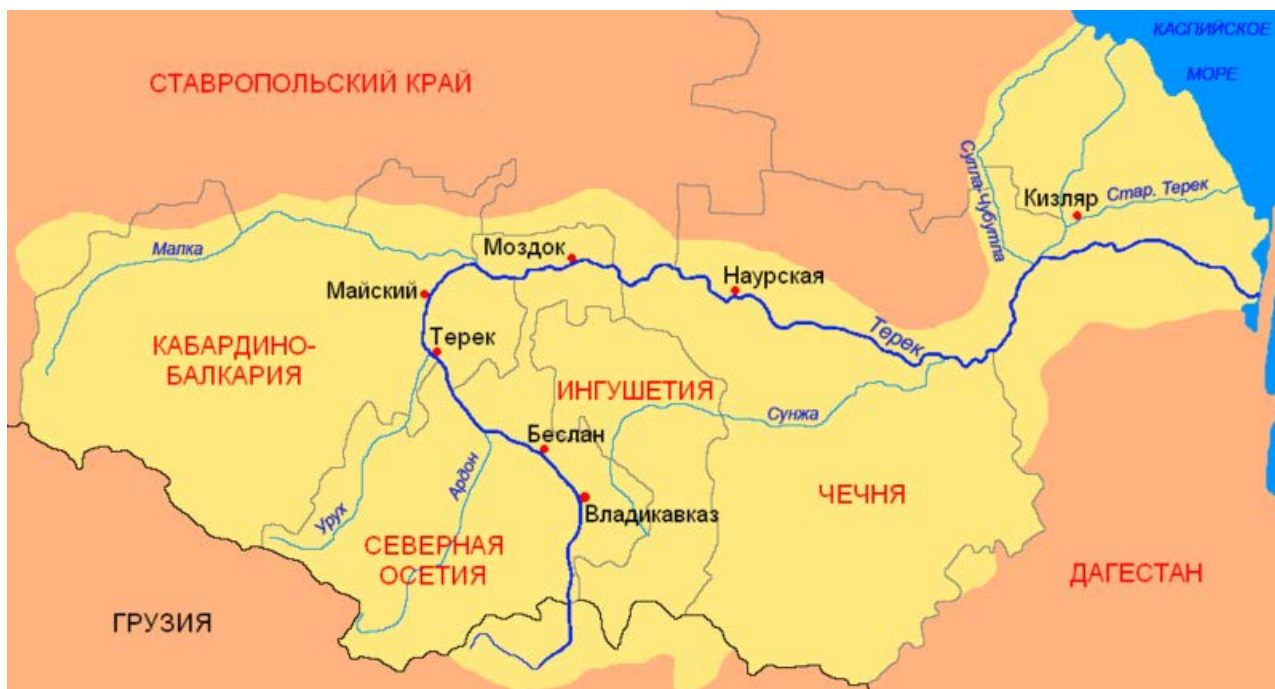 КАСПИЙСКОЕ
МОРЕ
СТАВРОПОЛЬСКИЙ КРАЙ
Сулла-Чубутла
Стар. Терек
Кизляр
Малка
Моздок
Майский
Наурская
Терек
Терек
КАБАРДИНО-
БАЛКАРИЯ
ИНГУШЕТИЯ
Сунжа
Беслан
Ардон
Урух
Владикавказ
ЧЕЧНЯ
СЕВЕРНАЯ
ОСЕТИЯ
ДАГЕСТАН
ГРУЗИЯ